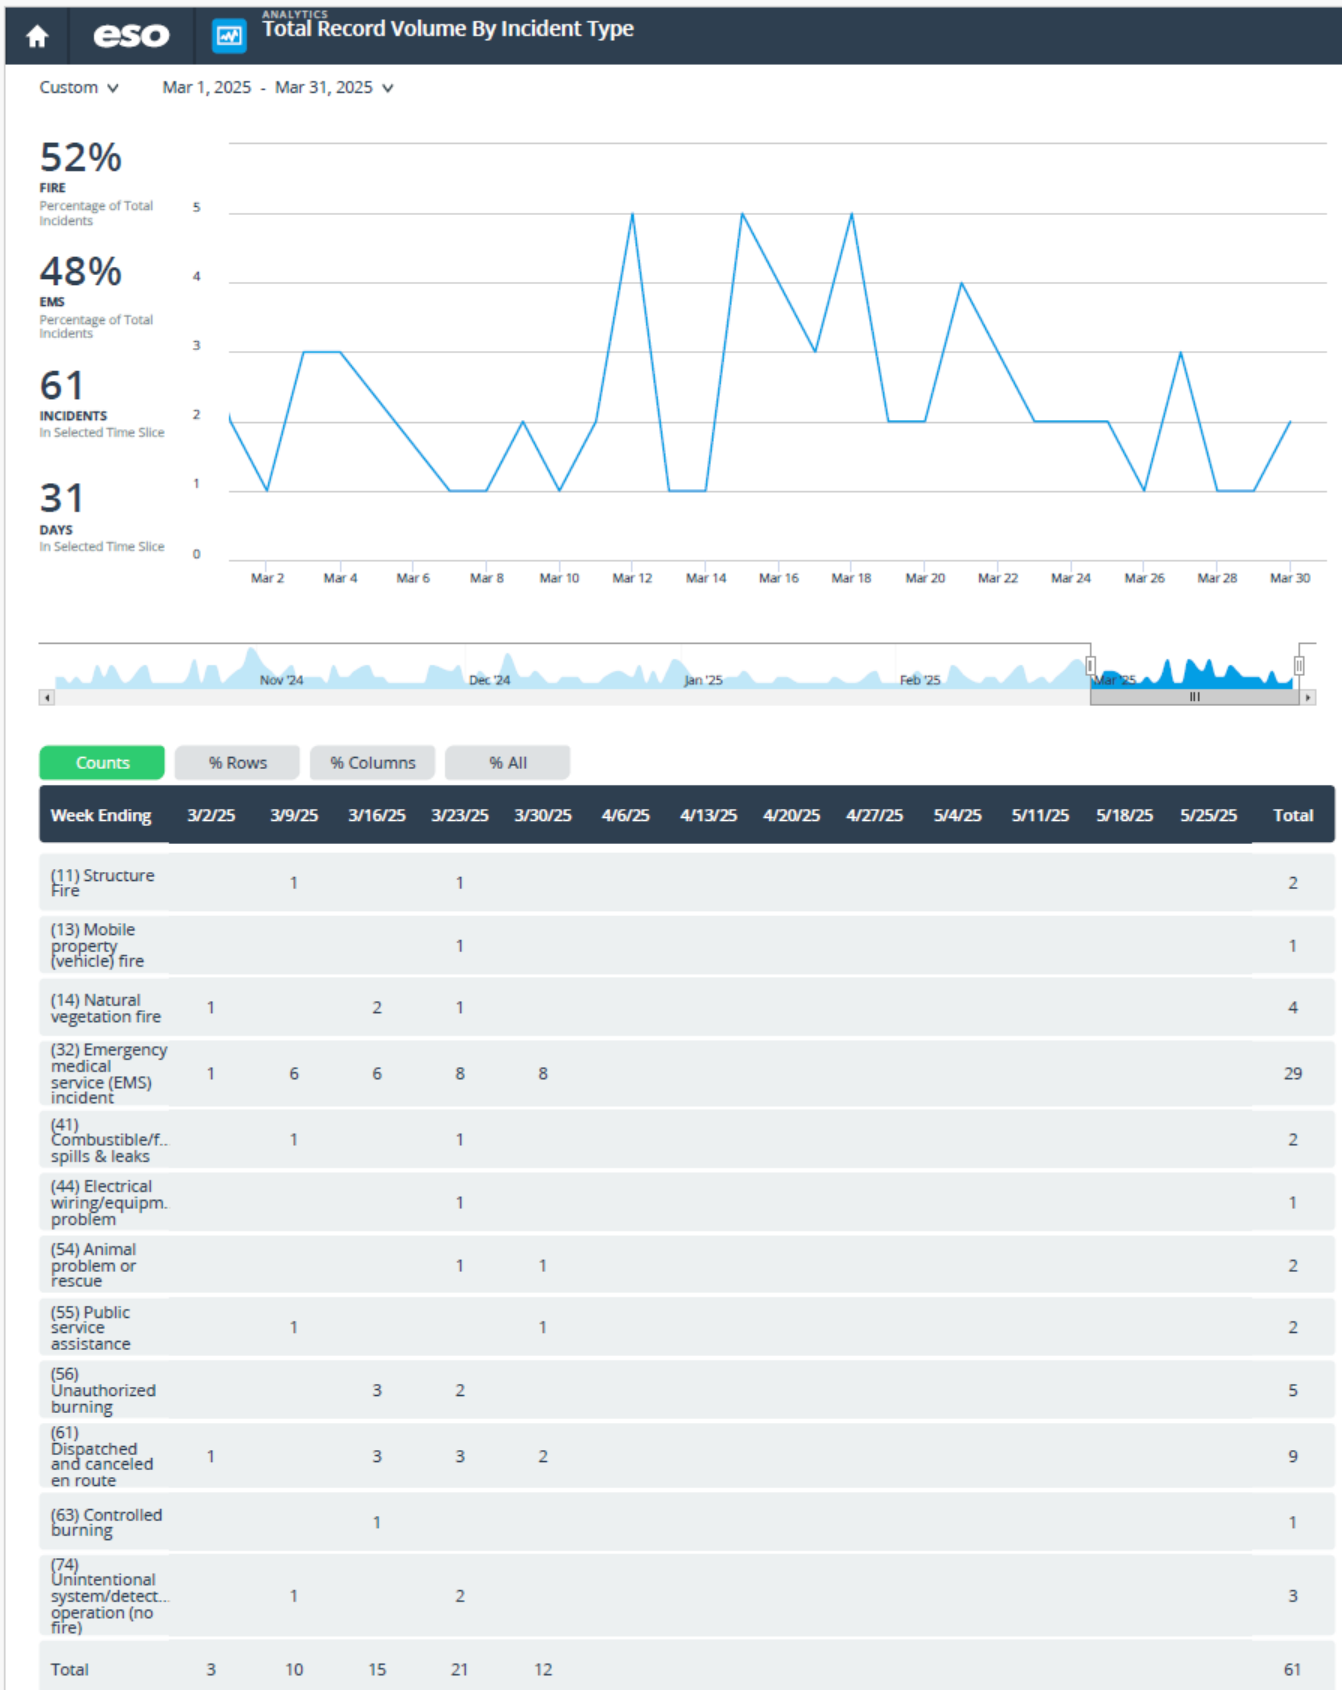 eso
ANALYTICS
Total Record Volume By Incident Type
Custom Mar 1, 2025 - Mar 31, 2025
52%
FIRE
Percentage of Total
Incidents
48%
EMS
Percentage of Total
Incidents
61
INCIDENTS
In Selected Time Slice
31
DAYS
In Selected Time Slice
5
4
3
2
1
0
Mar 2 Mar 4 Mar 6 Mar 8 Mar 10 Mar 12 Mar 14 Mar 16 Mar 18 Mar 20 Mar 22 Mar 24 Mar 26 Mar 28 Mar 30
Nov '24 Dec '24 Jan '25 Feb '25 Mar '25
Counts % Rows % Columns % All
Week Ending 3/2/25 3/9/25 3/16/25 3/23/25 3/30/25 4/6/25 4/13/25 4/20/25 4/27/25 5/4/25 5/11/25 5/18/25 5/25/25 Total
(11) Structure
Fire
1 1 2
(13) Mobile
property
(vehicle) fire
1 1
(14) Natural
vegetation fire
1 2 1 4
(32) Emergency
medical
service (EMS)
incident
1 6 6 8 8 29
(41)
Combustible/f...
spills & leaks
1 1 2
(44) Electrical
wiring/equipm...
problem
1 1
(54) Animal
problem or
rescue
1 1 2
(55) Public
service
assistance
1 1 2
(56)
Unauthorized
burning
3 2 5
(61)
Dispatched
and canceled
en route
1 3 3 2 9
(63) Controlled
burning
1 1
(74)
Unintentional
system/detect...
operation (no
fire)
1 2 3
Total 3 10 15 21 12 61